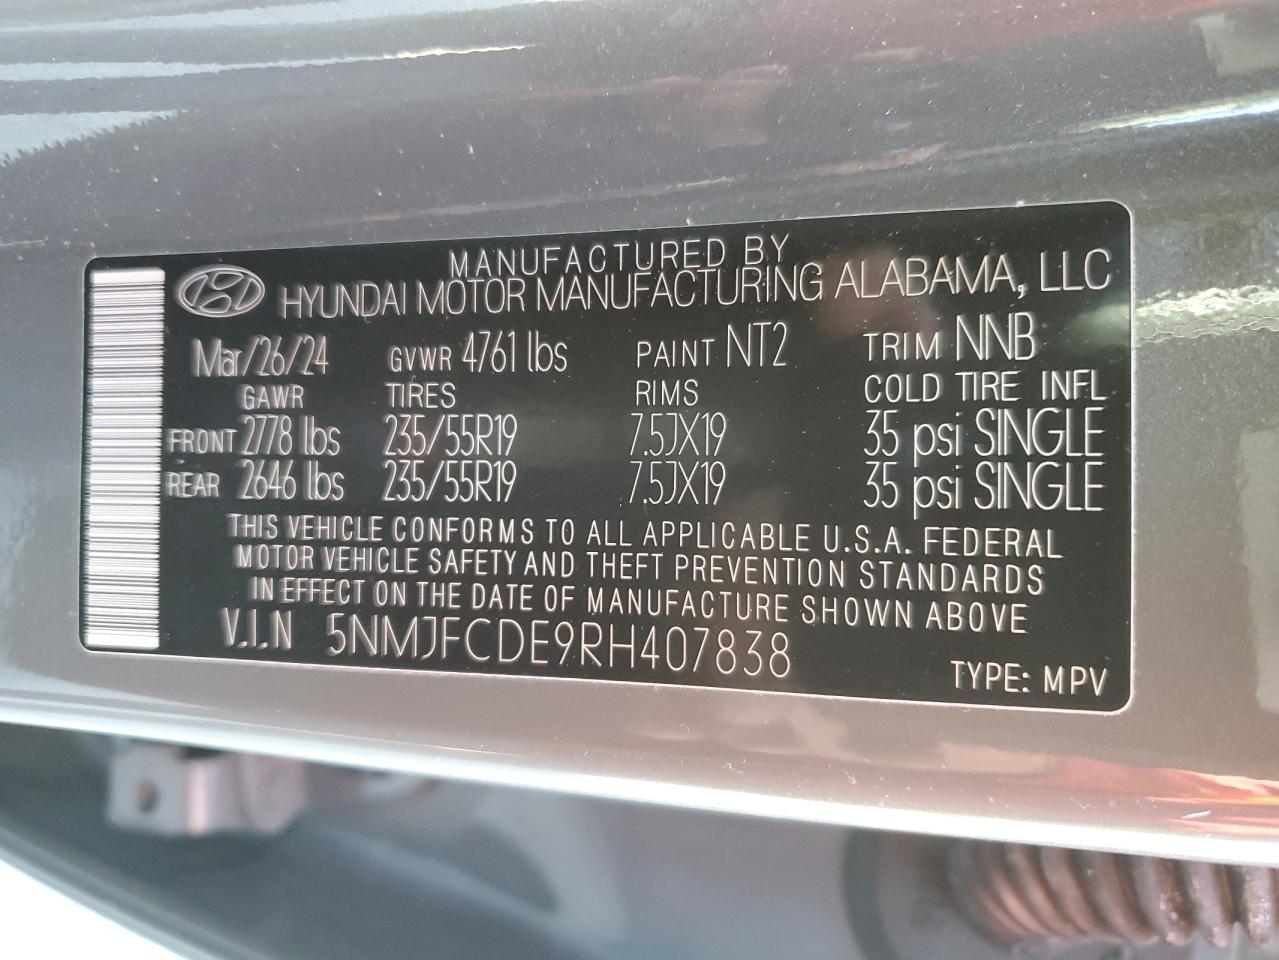 MANUFACTURED BY
HYUNDAI MOTOR MANUFACTURING ALABAMA, LLC
Mar/26/24 GVWR 4761 lbs PAINT NT2 TRIM NNB
GAWR TIRES RIMS COLD TIRE INFL
FRONT 2778 lbs 235/55R19 7.5JX19 35 psi SINGLE
REAR 2646 lbs 235/55R19 7.5JX19 35 psi SINGLE
THIS VEHICLE CONFORMS TO ALL APPLICABLE U.S.A. FEDERAL
MOTOR VEHICLE SAFETY AND THEFT PREVENTION STANDARDS
IN EFFECT ON THE DATE OF MANUFACTURE SHOWN ABOVE
V.I.N 5NMJFCDE9RH407838
TYPE: MPV